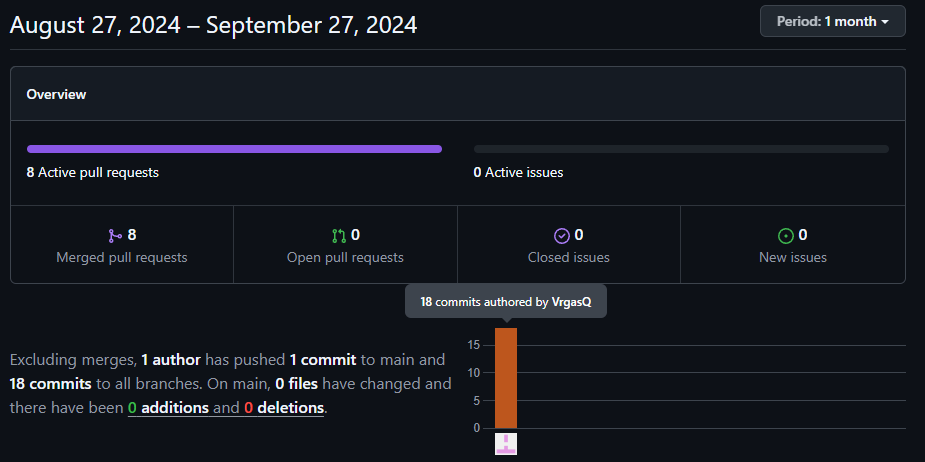 August 27, 2024 – September 27, 2024
Period: 1 month
Overview
8 Active pull requests
0 Active issues
8
Merged pull requests
0
Open pull requests
0
Closed issues
0
New issues
18 commits authored by VrgasQ
Excluding merges, 1 author has pushed 1 commit to main and
18 commits to all branches. On main, 0 files have changed and
there have been 0 additions and 0 deletions.
15
10
5
0